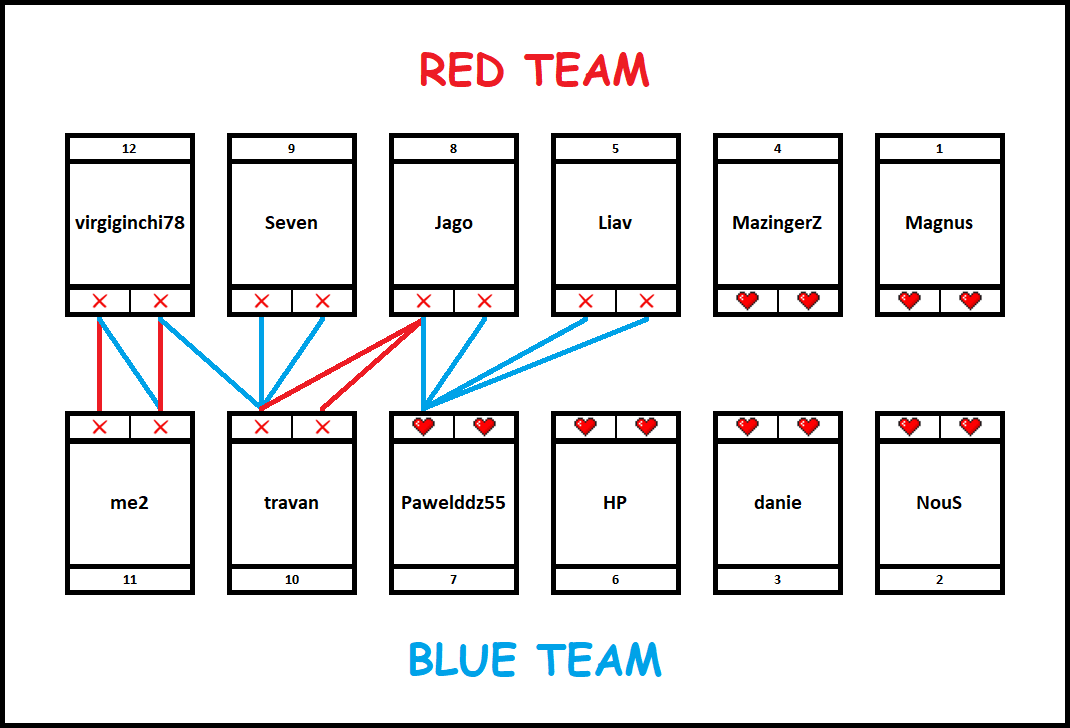 RED TEAM
12 9 8 5 4 1
virgiginchi78 Seven Jago Liav MazingerZ Magnus
me2 travan Pawelddz55 HP danie NouS
11 10 7 6 3 2
BLUE TEAM